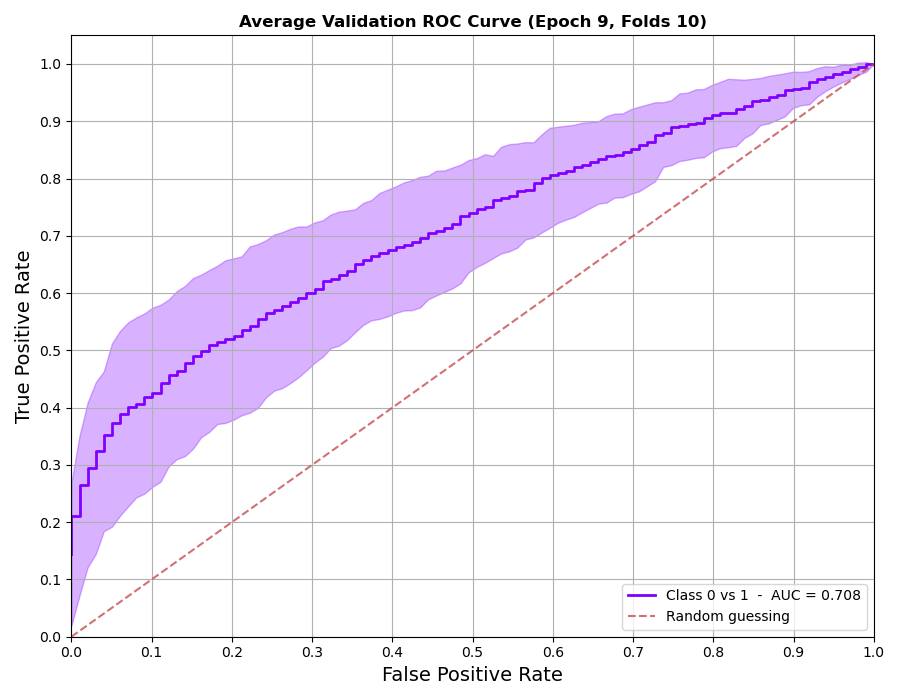 Average Validation ROC Curve (Epoch 9, Folds 10)
True Positive Rate
1.0
0.9
0.8
0.7
0.6
0.5
0.4
0.3
0.2
0.1
0.0
Class 0 vs 1 - AUC = 0.708
Random guessing
0.0 0.1 0.2 0.3 0.4 0.5 0.6 0.7 0.8 0.9 1.0
False Positive Rate